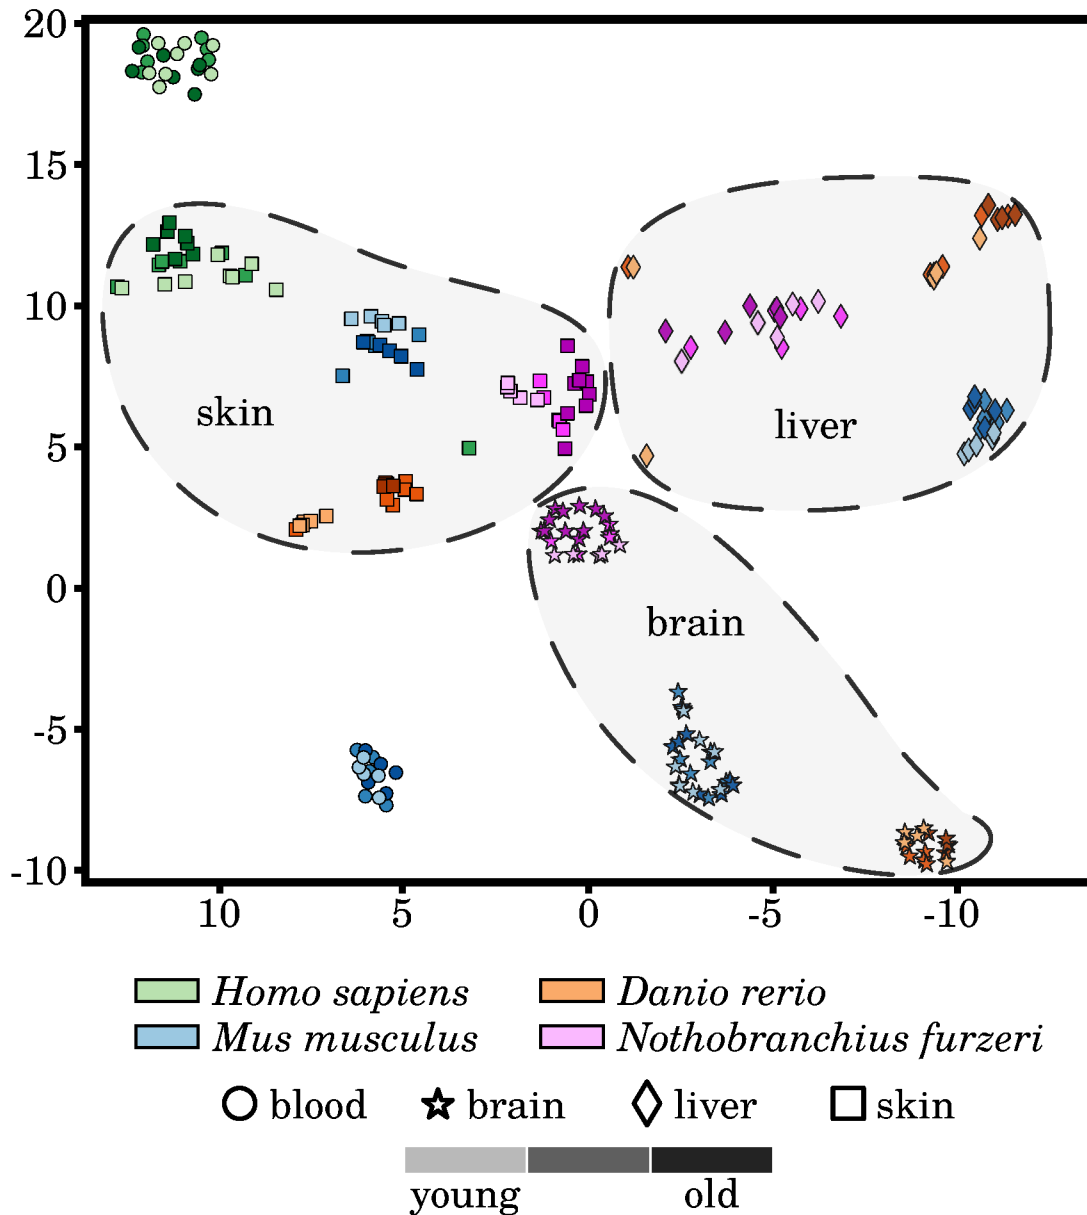 20
15
10
5
0
-5
-10
skin
liver
brain
10 5 0 -5 -10
Homo sapiens Danio rerio
Mus musculus Nothobranchius furzeri
blood brain liver skin
young old